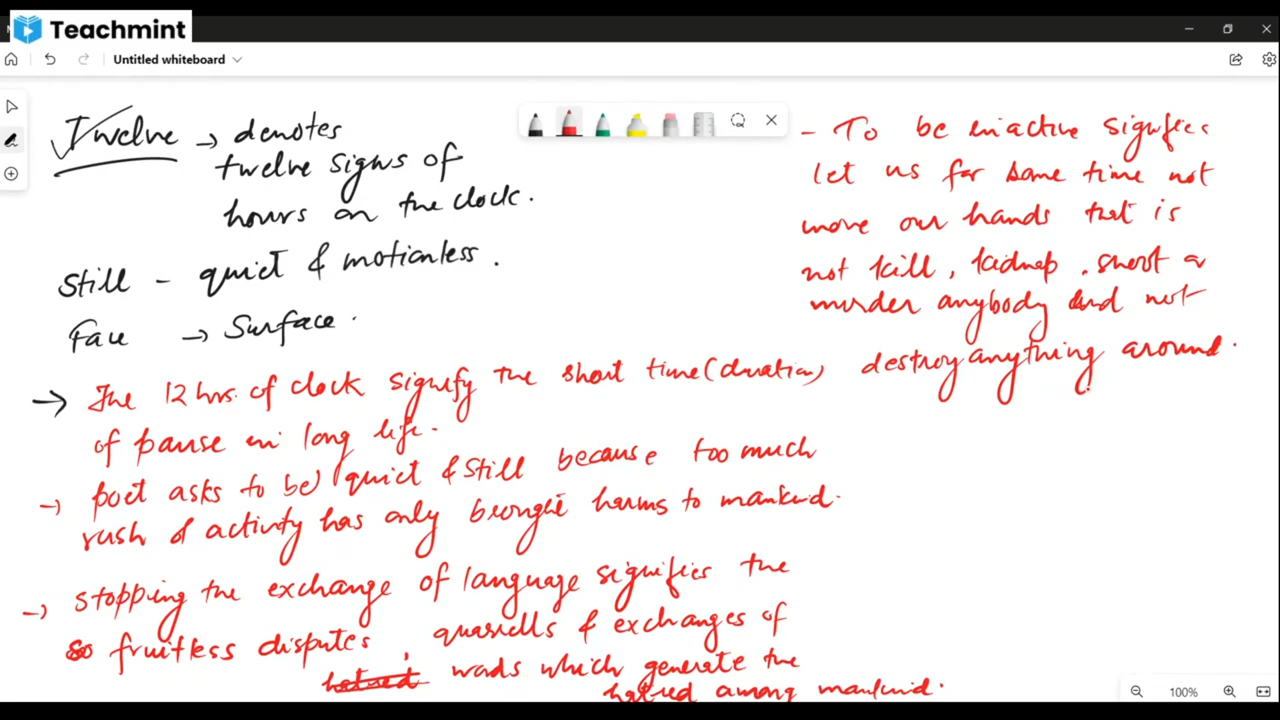 Teachmint
Untitled whiteboard
Twelve → denotes
twelve signs of
hours on the clock.
Still - quiet & motionless.
Face → Surface.
→ The 12 hrs. of clock signify the short time (duration)
of pause in long life.
→ poet asks to be quiet & still because too much
rush & activity has only brought harms to mankind.
→ Stopping the exchange of language signifies the
fruitless disputes, quarrells & exchanges of
words which generate the
hatred among mankind.
- To be inactive signifies
let us for some time not
move our hands that is
not kill, kidnap, shoot or
murder anybody and not
destroy anything around.
100%